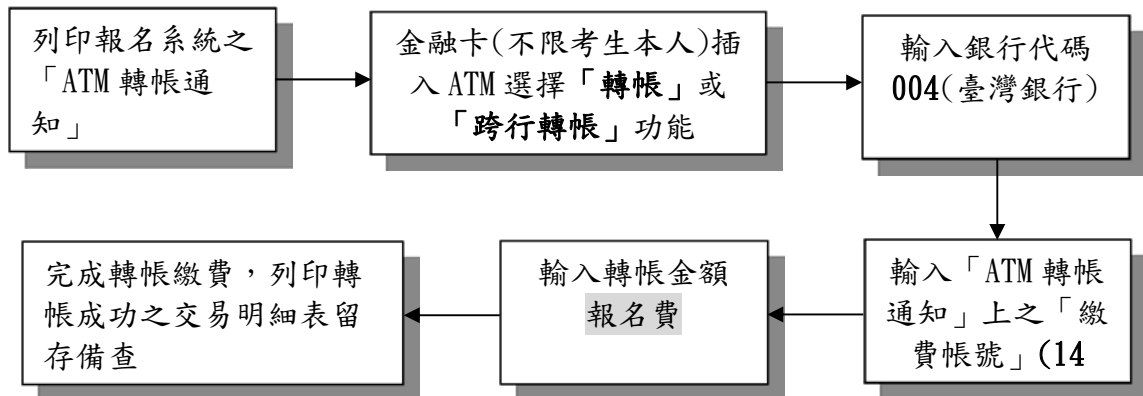 列印報名系統之
「ATM 轉帳通
知」
金融卡(不限考生本人)插
入 ATM 選擇「轉帳」或
「跨行轉帳」功能
輸入銀行代碼
004(臺灣銀行)
輸入「ATM 轉帳
通知」上之「繳
費帳號」(14
輸入轉帳金額
報名費
完成轉帳繳費，列印轉
帳成功之交易明細表留
存備查